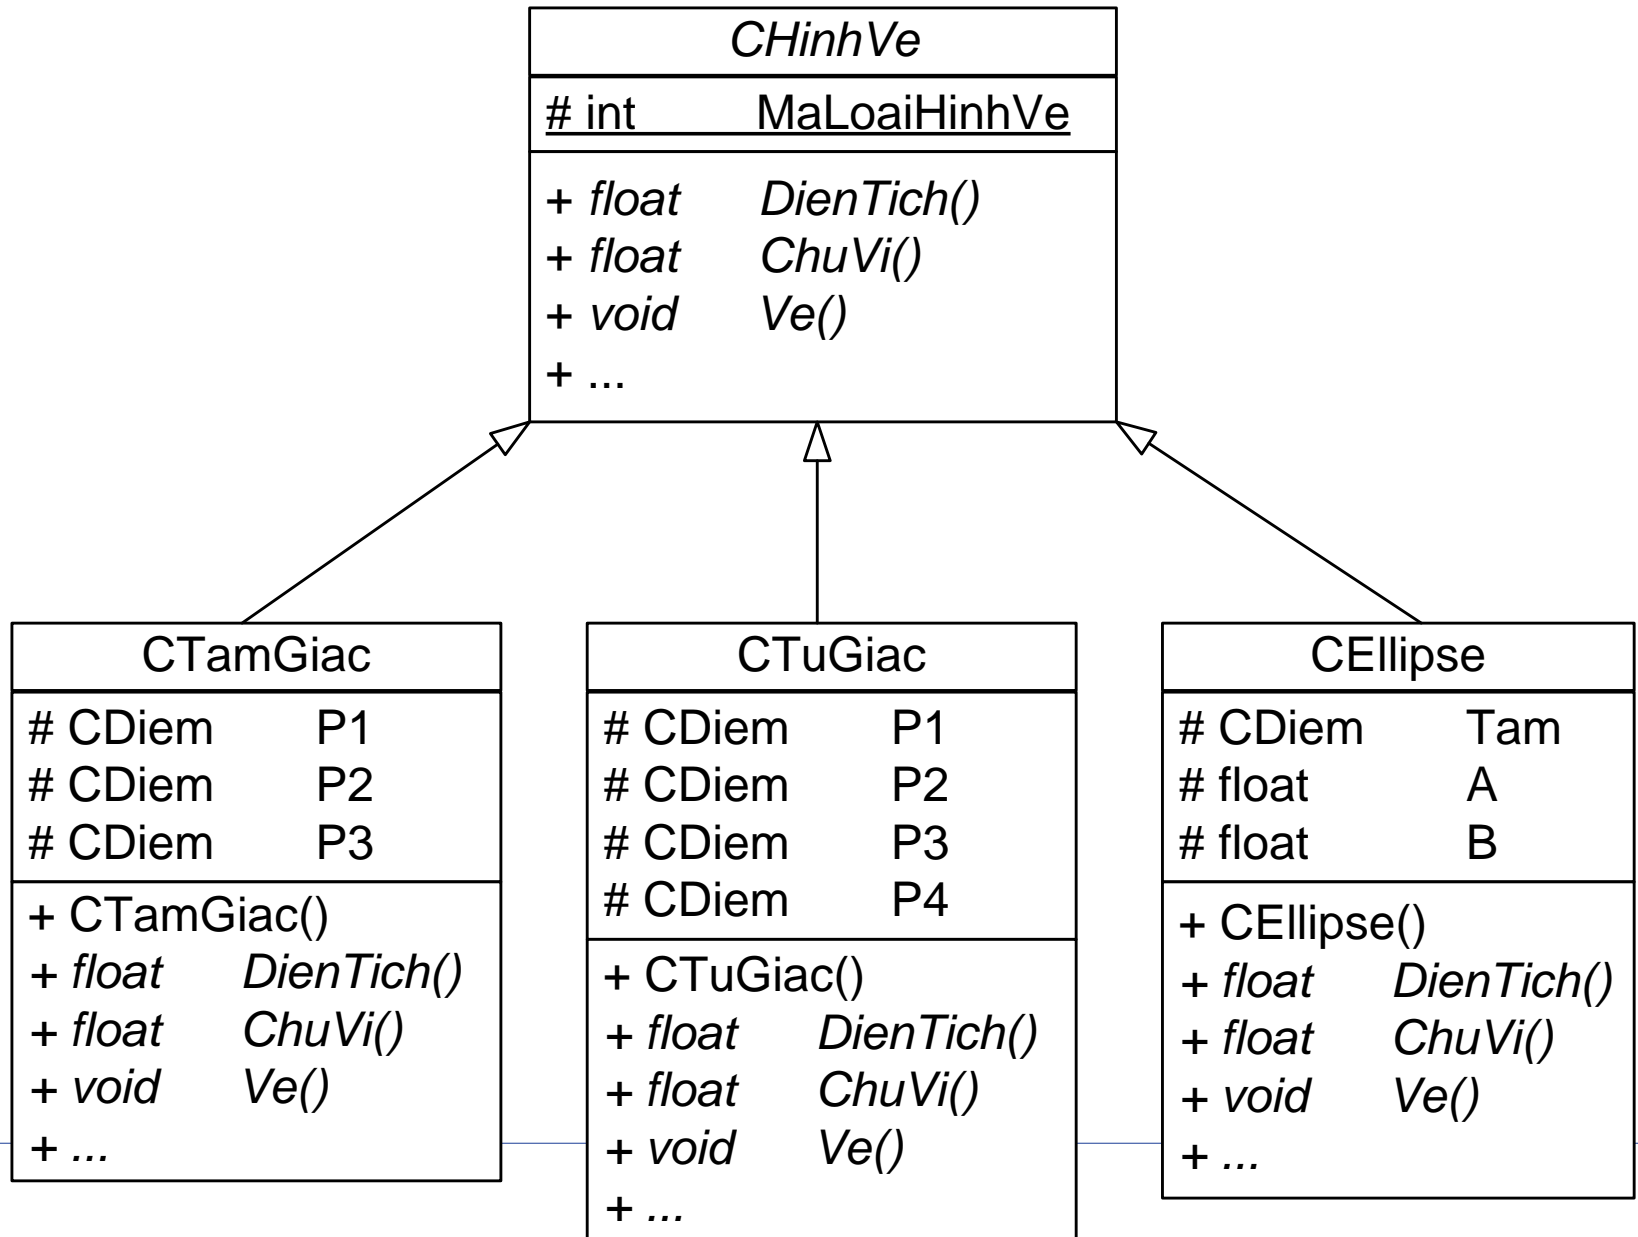 CHinhVe
# int MaLoaiHinhVe
+ float DienTich()
+ float ChuVi()
+ void Ve()
+ ...
CTamGiac
# CDiem P1
# CDiem P2
# CDiem P3
+ CTamGiac()
+ float DienTich()
+ float ChuVi()
+ void Ve()
+ ...
CTuGiac
# CDiem P1
# CDiem P2
# CDiem P3
# CDiem P4
+ CTuGiac()
+ float DienTich()
+ float ChuVi()
+ void Ve()
+ ...
CEllipse
# CDiem Tam
# float A
# float B
+ CEllipse()
+ float DienTich()
+ float ChuVi()
+ void Ve()
+ ...